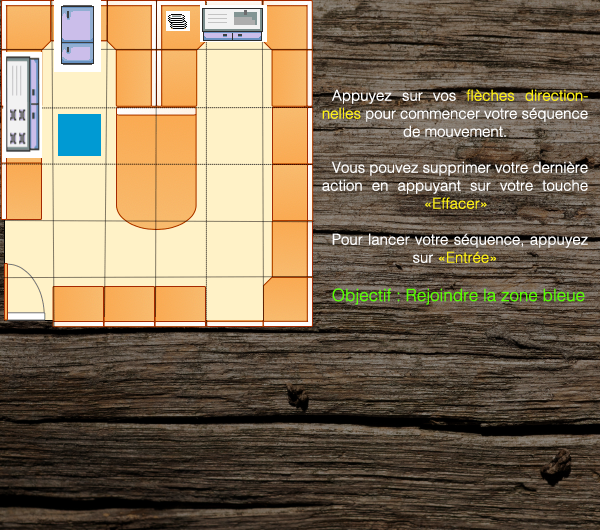 Appuyez sur vos flèches direction-
nelles pour commencer votre séquence
de mouvement.
Vous pouvez supprimer votre dernière
action en appuyant sur votre touche
«Effacer»
Pour lancer votre séquence, appuyez
sur «Entrée»
Objectif : Rejoindre la zone bleue